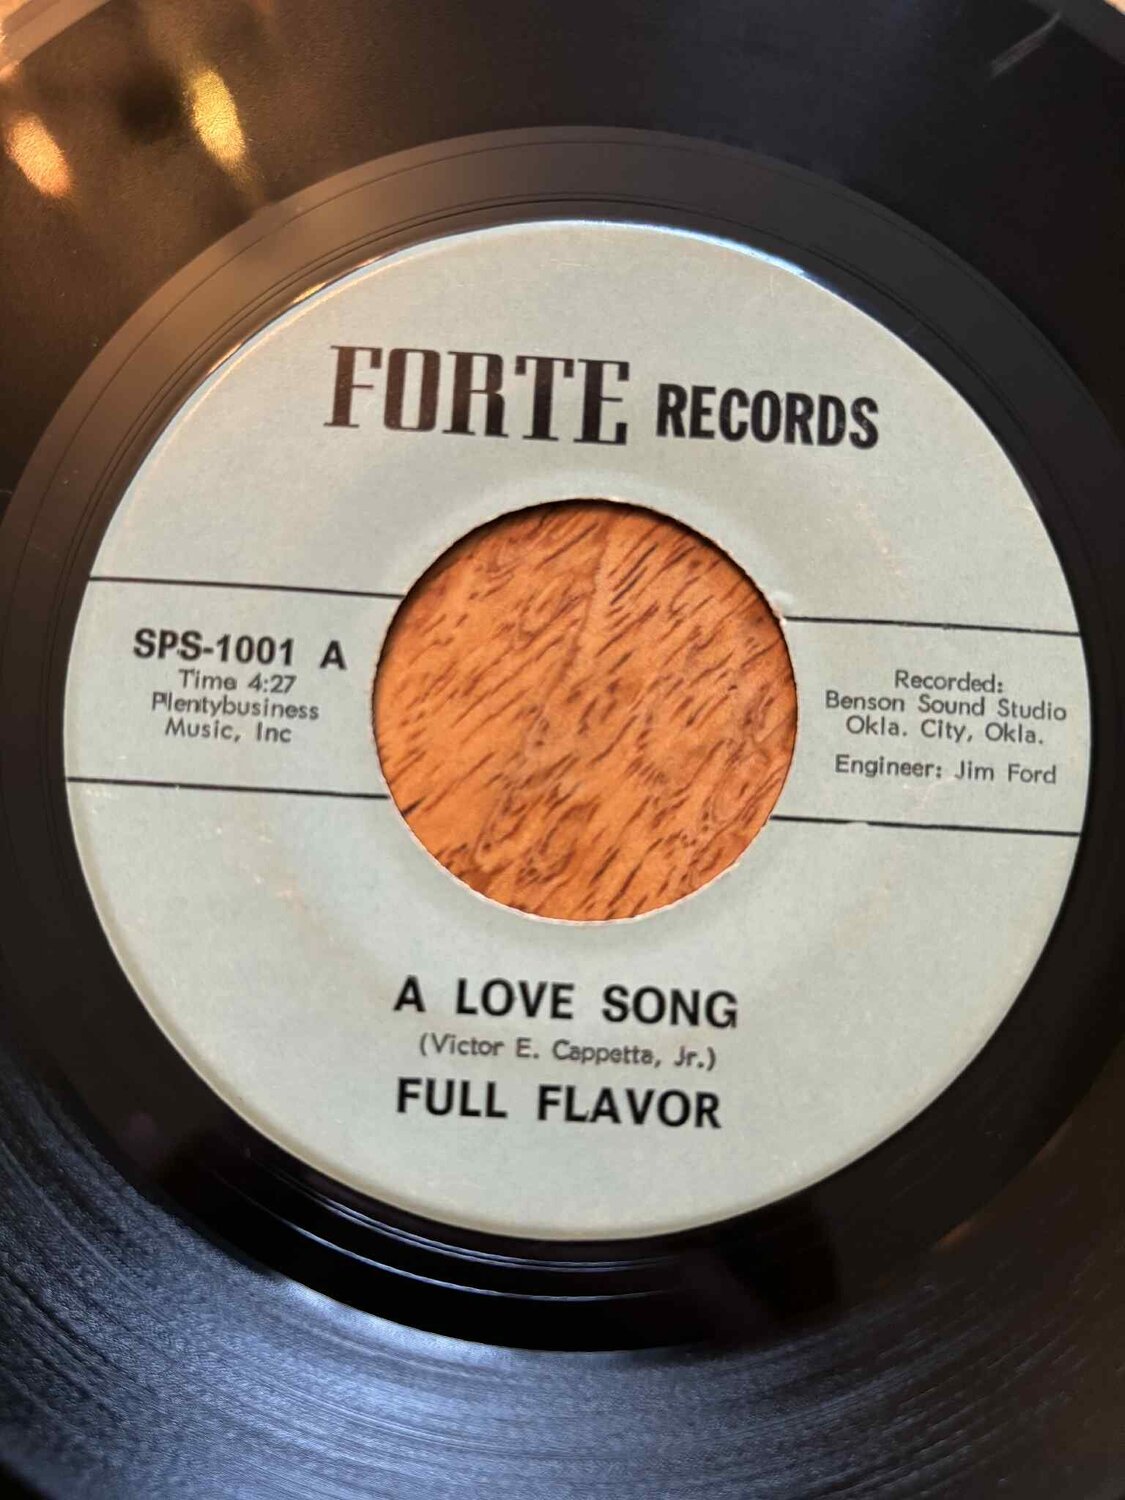 FORTE RECORDS
SPS-1001 A
Time 4:27
Plentybusiness
Music, Inc
Recorded:
Benson Sound Studio
Okla. City, Okla.
Engineer: Jim Ford
A LOVE SONG
(Victor E. Cappetta, Jr.)
FULL FLAVOR